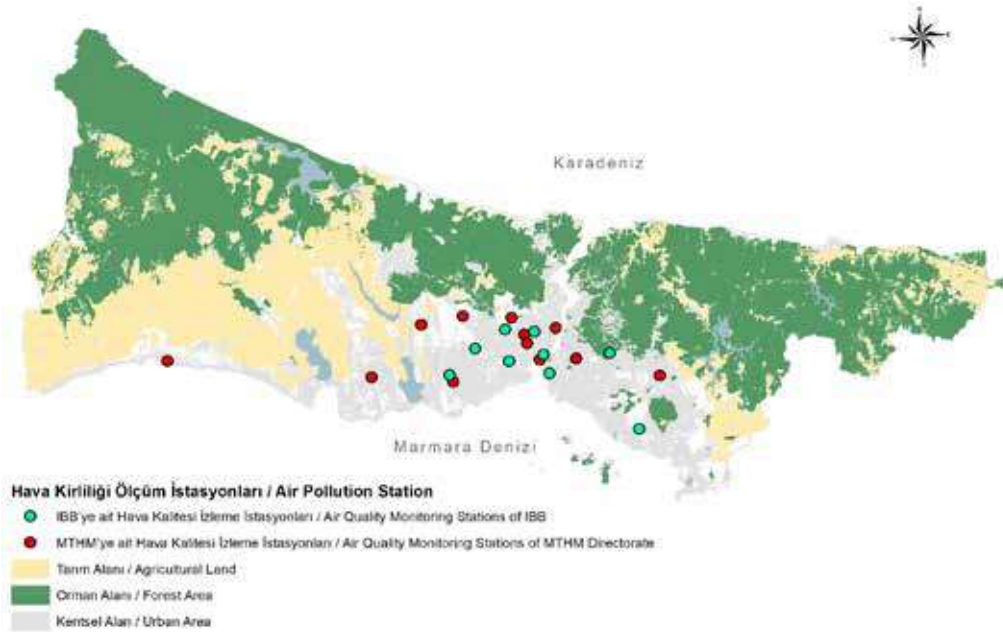 Karadeniz
Marmara Denizi
Hava Kirliliği Ölçüm İstasyonları / Air Pollution Station
IBB'ye ait Hava Kalitesi İzleme İstasyonları / Air Quality Monitoring Stations of IBB
MTHM'ye ait Hava Kalitesi İzleme İstasyonları / Air Quality Monitoring Stations of MTHM Directorate
Tarım Alanı / Agricultural Land
Orman Alanı / Forest Area
Kentsel Alan / Urban Area